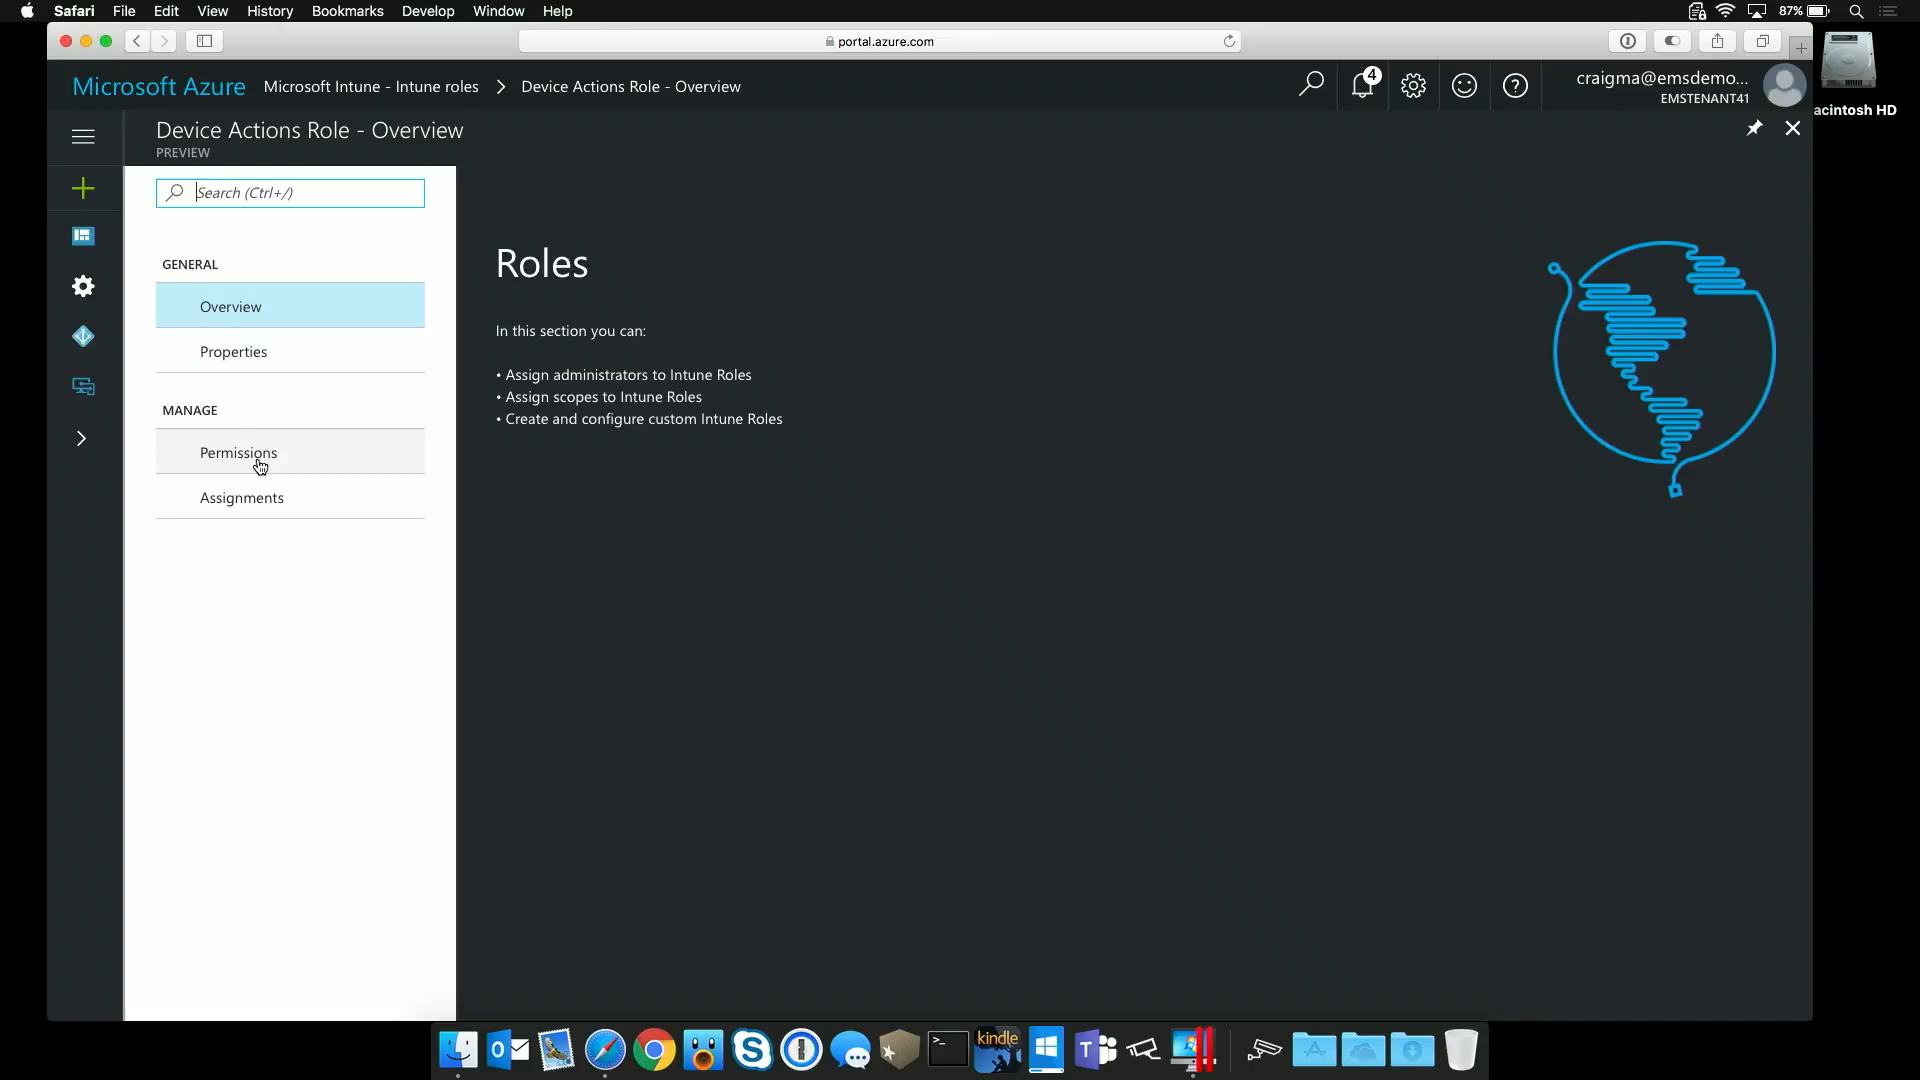 Safari File Edit View History Bookmarks Develop Window Help 87%
portal.azure.com
Microsoft Azure Microsoft Intune - Intune roles > Device Actions Role - Overview 4 craigma@emsdemo...
EMSTENANT41
acintosh HD
Device Actions Role - Overview
PREVIEW
Search (Ctrl+/)
GENERAL
Overview
Properties
MANAGE
Permissions
Assignments
Roles
In this section you can:
• Assign administrators to Intune Roles
• Assign scopes to Intune Roles
• Create and configure custom Intune Roles
kindle